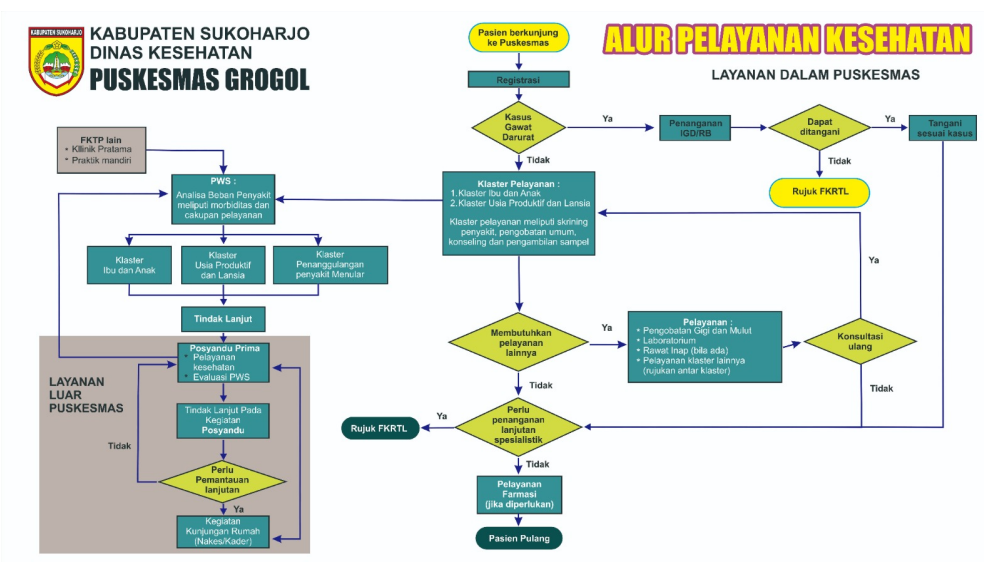 KABUPATEN SUKOHARJO
KABUPATEN SUKOHARJO
DINAS KESEHATAN
PUSKESMAS GROGOL
ALUR PELAYANAN KESEHATAN
LAYANAN DALAM PUSKESMAS
Pasien berkunjung
ke Puskesmas
Registrasi
Kasus
Gawat
Darurat
Ya
Penanganan
IGD/RB
Dapat
ditangani
Ya
Tangani
sesuai kasus
Tidak
Rujuk FKRTL
Tidak
Klaster Pelayanan :
1.Klaster Ibu dan Anak
2.Klaster Usia Produktif dan Lansia
Klaster pelayanan meliputi skrining
penyakit, pengobatan umum,
konseling dan pengambilan sampel
Membutuhkan
pelayanan
lainnya
Ya
Pelayanan :
• Pengobatan Gigi dan Mulut
• Laboratorium
• Rawat Inap (bila ada)
• Pelayanan klaster lainnya
(rujukan antar klaster)
Konsultasi
ulang
Ya
Tidak
Tidak
Perlu
penanganan
lanjutan
spesialistik
Ya
Rujuk FKRTL
Tidak
Pelayanan
Farmasi
(jika diperlukan)
Pasien Pulang
FKTP lain
• Kllinik Pratama
• Praktik mandiri
PWS :
Analisa Beban Penyakit
meliputi morbiditas dan
cakupan pelayanan
Klaster
Ibu dan Anak
Klaster
Usia Produktif
dan Lansia
Klaster
Penanggulangan
penyakit Menular
Tindak Lanjut
LAYANAN
LUAR
PUSKESMAS
Posyandu Prima
• Pelayanan
kesehatan
• Evaluasi PWS
Tindak Lanjut Pada
Kegiatan
Posyandu
Tidak
Perlu
Pemantauan
lanjutan
Ya
Kegiatan
Kunjungan Rumah
(Nakes/Kader)